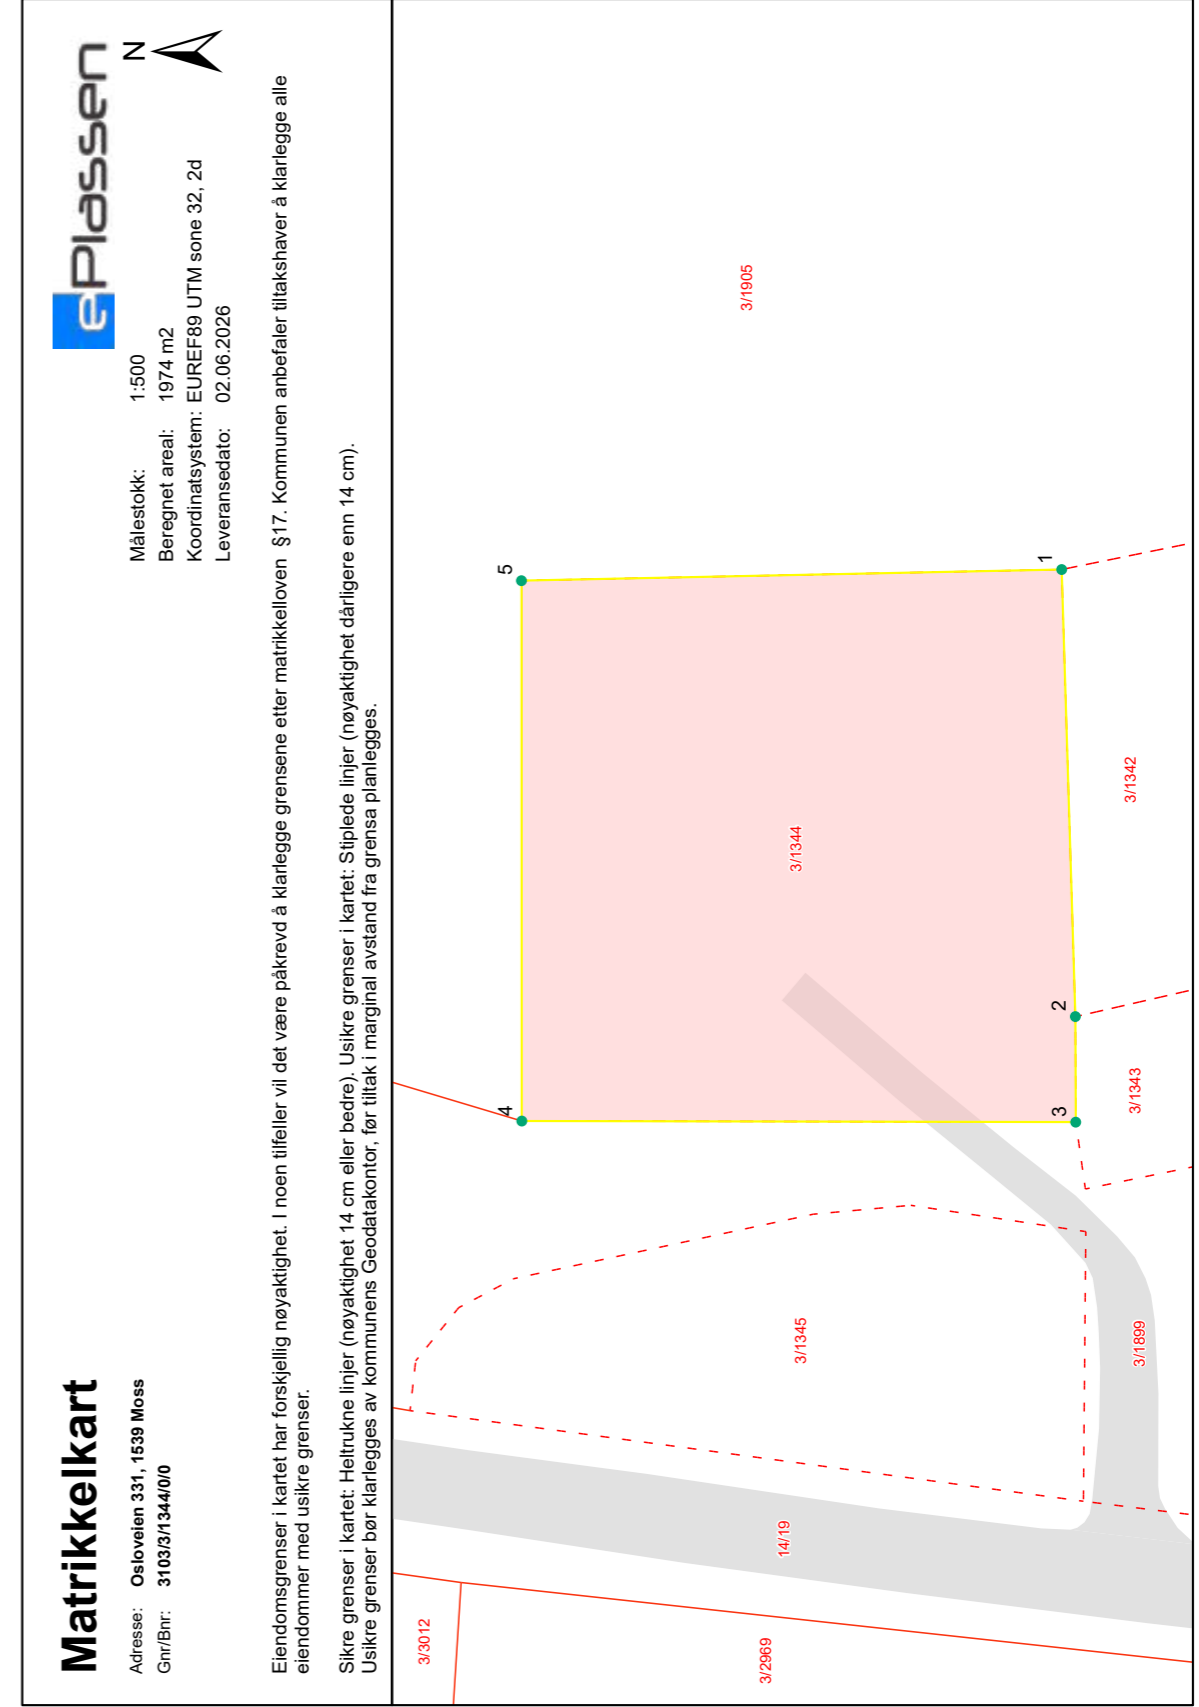 Matrikkelkart
ePlassen
Adresse: Osloveien 331, 1539 Moss
Gnr/Bnr: 3103/3/1344/0/0
Målestokk: 1:500
Beregnet areal: 1974 m2
Koordinatsystem: EUREF89 UTM sone 32, 2d
Leveransedato: 02.06.2026
N
Eiendomsgrenser i kartet har forskjellig nøyaktighet. I noen tilfeller vil det være påkrevd å klarlegge grensene etter matrikkelloven §17. Kommunen anbefaler tiltakshaver å klarlegge alle
eiendommer med usikre grenser.
Sikre grenser i kartet: Heltrukne linjer (nøyaktighet 14 cm eller bedre). Usikre grenser i kartet: Stiplede linjer (nøyaktighet dårligere enn 14 cm).
Usikre grenser bør klarlegges av kommunens Geodatakontor, før tiltak i marginal avstand fra grensa planlegges.
3/3012
4
5
3/1905
3/2969
14/19
3/1345
3/1344
3
2
1
3/1899
3/1343
3/1342